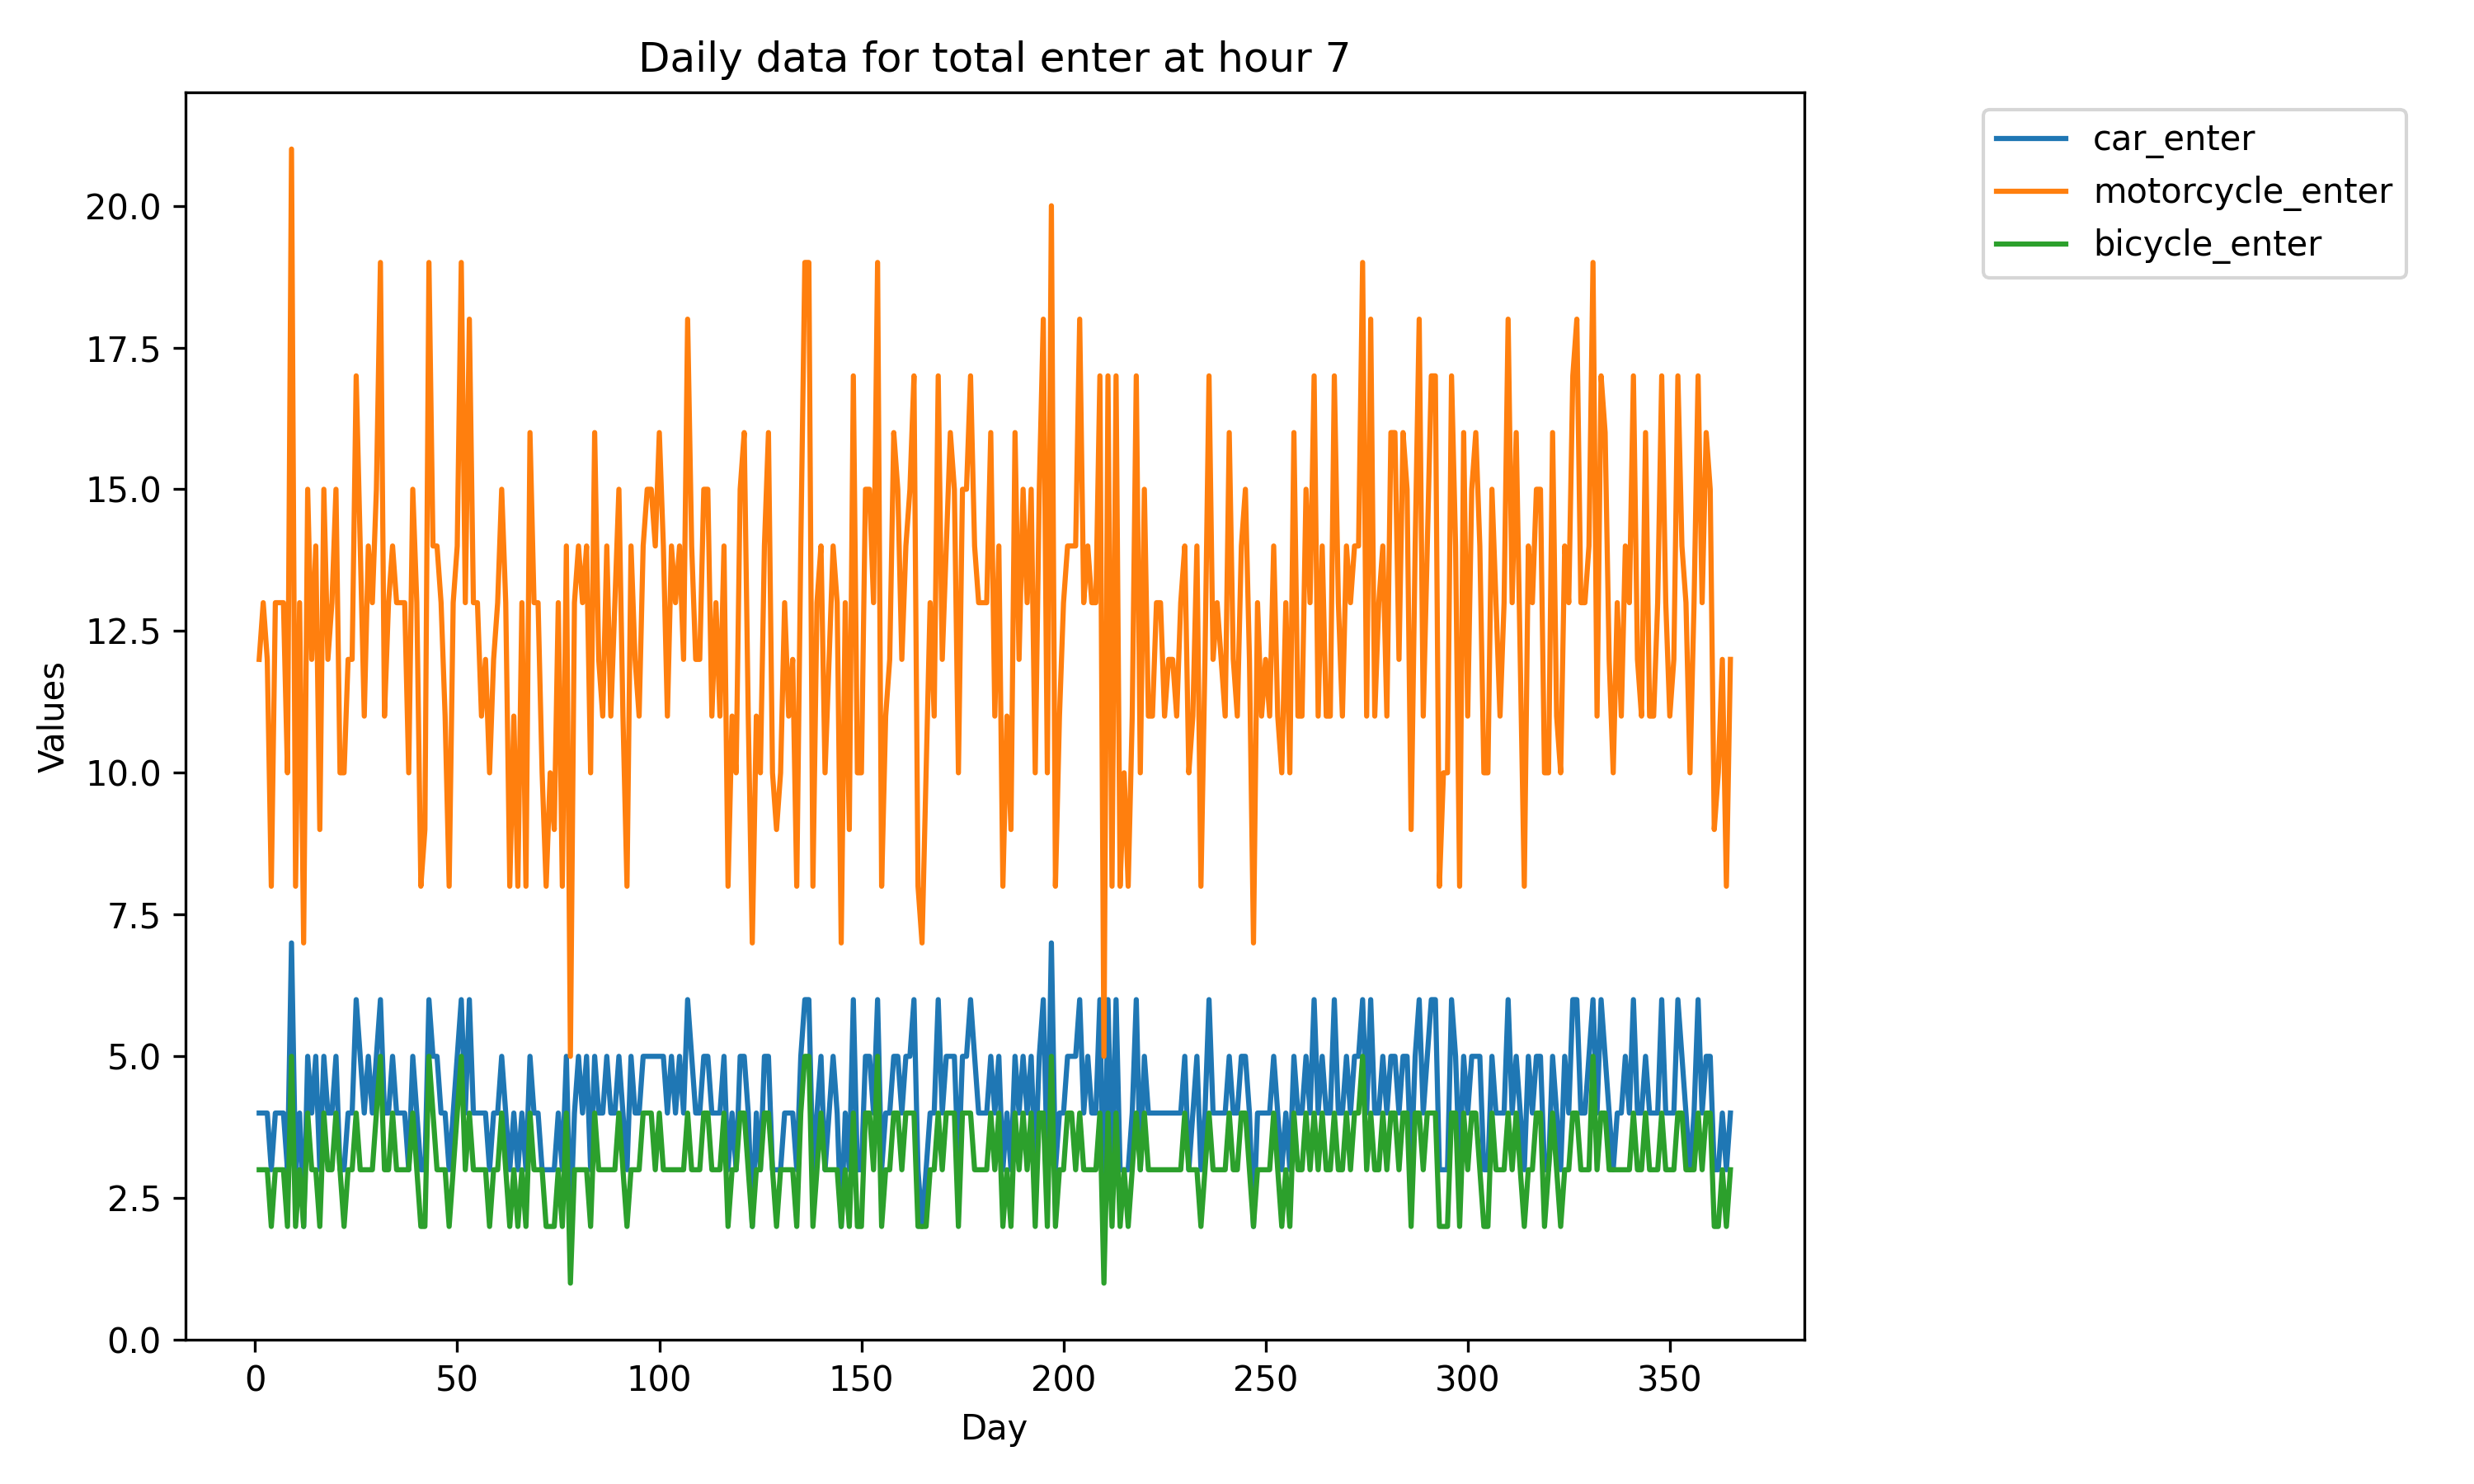 Daily data for total enter at hour 7
car_enter
motorcycle_enter
bicycle_enter
20.0
17.5
15.0
12.5
10.0
7.5
5.0
2.5
0.0
Values
0 50 100 150 200 250 300 350
Day